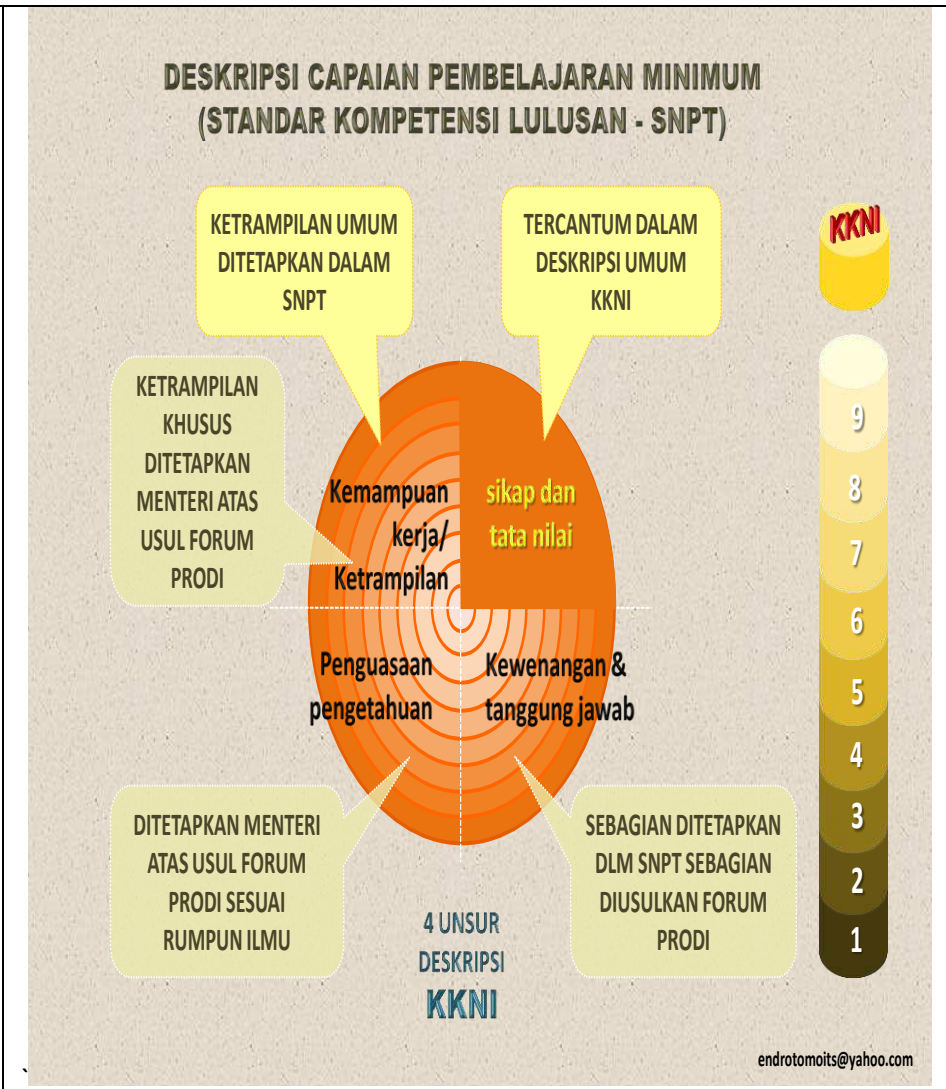 DESKRIPSI CAPAIAN PEMBELAJARAN MINIMUM
(STANDAR KOMPETENSI LULUSAN - SNPT)
KETRAMPILAN UMUM
DITETAPKAN DALAM
SNPT
TERCANTUM DALAM
DESKRIPSI UMUM
KKNI
KKNI
KETRAMPILAN
KHUSUS
DITETAPKAN
MENTERI ATAS
USUL FORUM
PRODI
Kemampuan
kerja/
Ketrampilan
sikap dan
tata nilai
Penguasaan
pengetahuan
Kewenangan &
tanggung jawab
DITETAPKAN MENTERI
ATAS USUL FORUM
PRODI SESUAI
RUMPUN ILMU
SEBAGIAN DITETAPKAN
DLM SNPT SEBAGIAN
DIUSULKAN FORUM
PRODI
4 UNSUR
DESKRIPSI
KKNI
9
8
7
6
5
4
3
2
1
endrotomoits@yahoo.com
`